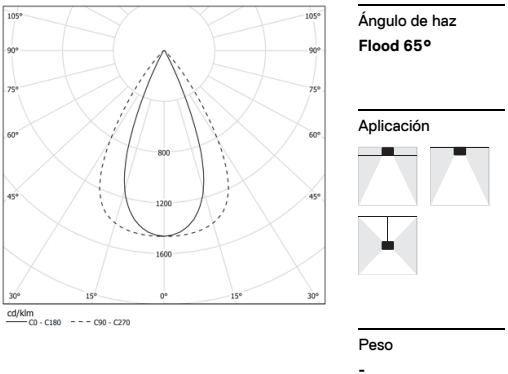 105° 105°
90° 90°
75° 75°
60° 60°
45° 45°
800
1200
1600
30° 15° 0° 15° 30°
cd/klm
C0 - C180 C90 - C270
Ángulo de haz
Flood 65º
Aplicación
Peso
-